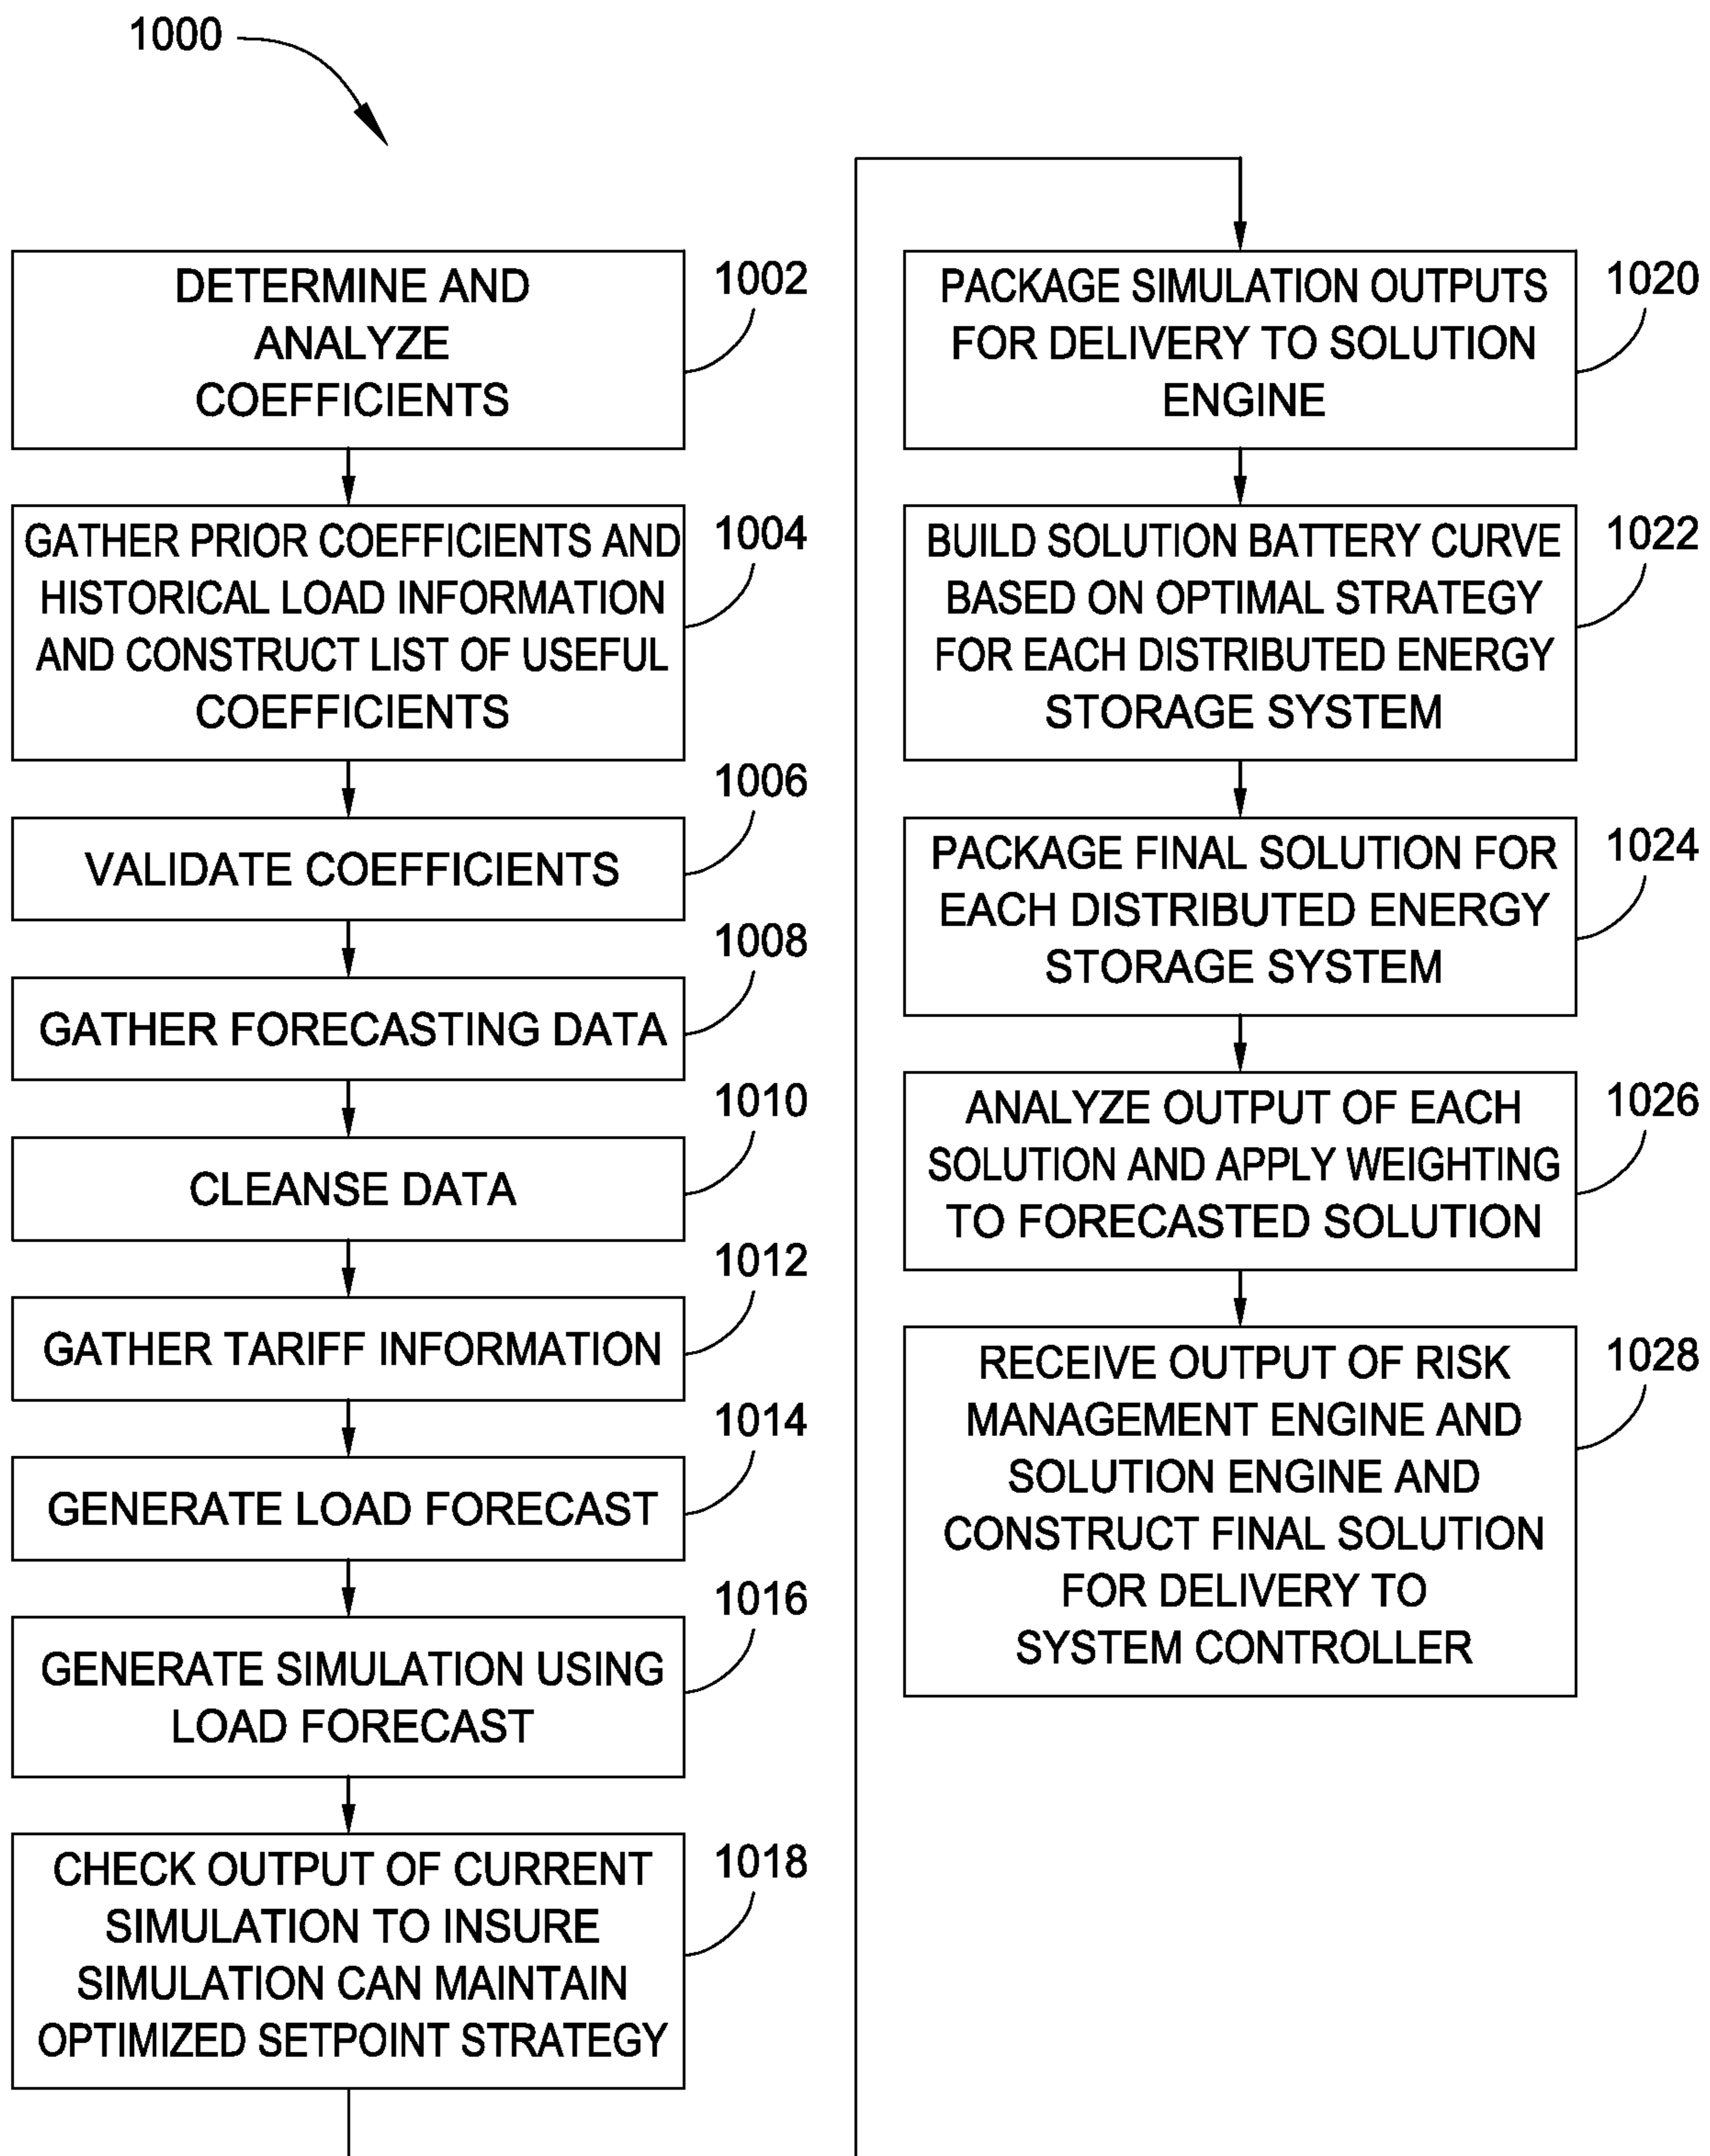 1000
DETERMINE AND
ANALYZE
COEFFICIENTS
1002
GATHER PRIOR COEFFICIENTS AND
HISTORICAL LOAD INFORMATION
AND CONSTRUCT LIST OF USEFUL
COEFFICIENTS
1004
VALIDATE COEFFICIENTS
1006
GATHER FORECASTING DATA
1008
CLEANSE DATA
1010
GATHER TARIFF INFORMATION
1012
GENERATE LOAD FORECAST
1014
GENERATE SIMULATION USING
LOAD FORECAST
1016
CHECK OUTPUT OF CURRENT
SIMULATION TO INSURE
SIMULATION CAN MAINTAIN
OPTIMIZED SETPOINT STRATEGY
1018
PACKAGE SIMULATION OUTPUTS
FOR DELIVERY TO SOLUTION
ENGINE
1020
BUILD SOLUTION BATTERY CURVE
BASED ON OPTIMAL STRATEGY
FOR EACH DISTRIBUTED ENERGY
STORAGE SYSTEM
1022
PACKAGE FINAL SOLUTION FOR
EACH DISTRIBUTED ENERGY
STORAGE SYSTEM
1024
ANALYZE OUTPUT OF EACH
SOLUTION AND APPLY WEIGHTING
TO FORECASTED SOLUTION
1026
RECEIVE OUTPUT OF RISK
MANAGEMENT ENGINE AND
SOLUTION ENGINE AND
CONSTRUCT FINAL SOLUTION
FOR DELIVERY TO
SYSTEM CONTROLLER
1028